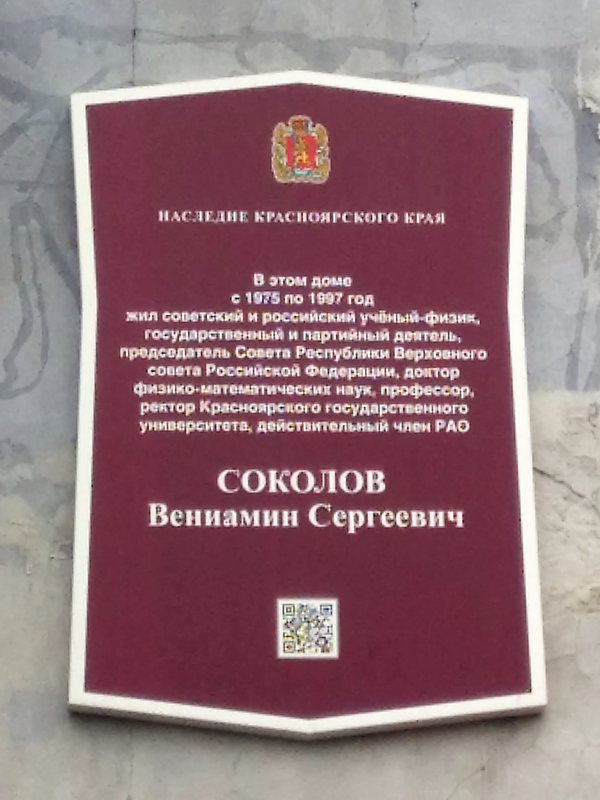 НАСЛЕДИЕ КРАСНОЯРСКОГО КРАЯ
В этом доме
с 1975 по 1997 год
жил советский и российский учёный-физик,
государственный и партийный деятель,
председатель Совета Республики Верховного
совета Российской Федерации, доктор
физико-математических наук, профессор,
ректор Красноярского государственного
университета, действительный член РАО
СОКОЛОВ
Вениамин Сергеевич